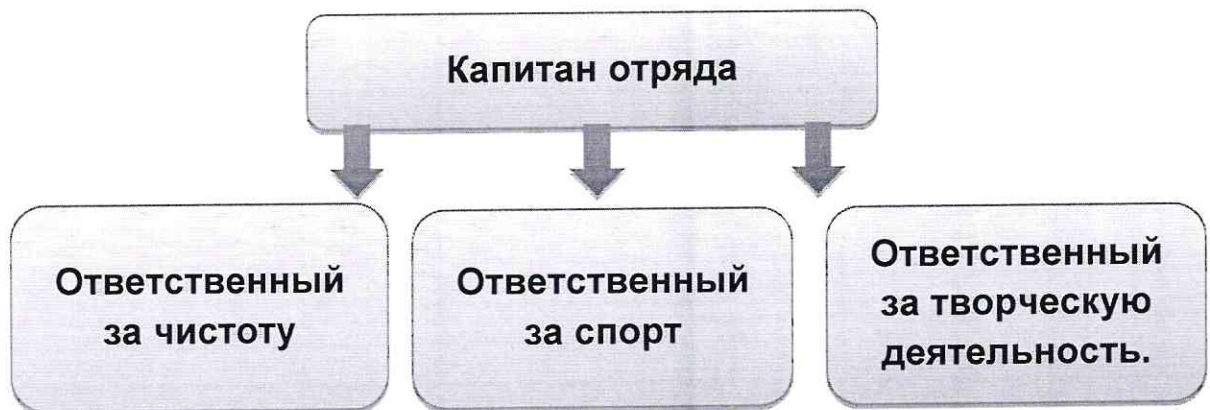 Капитан отряда
Ответственный
за чистоту
Ответственный
за спорт
Ответственный
за творческую
деятельность.